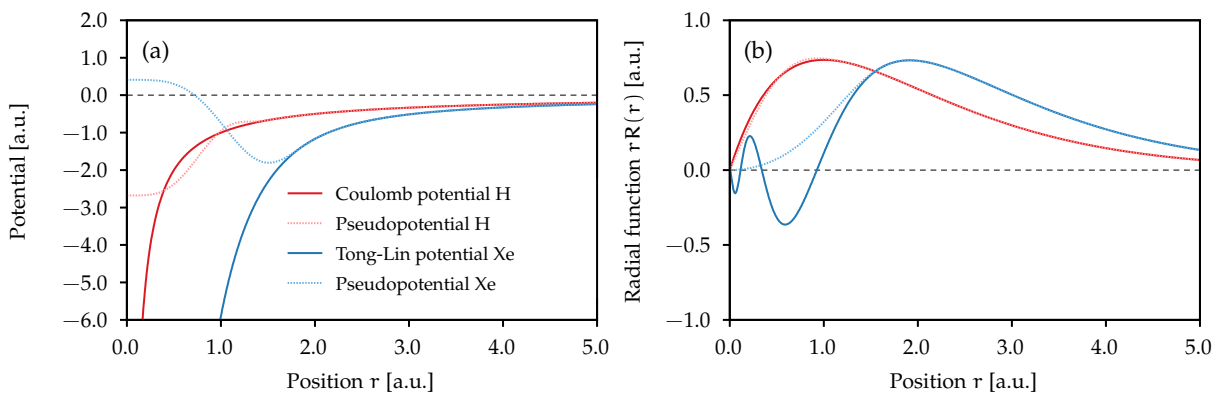 (a)
2.0
1.0
0.0
−1.0
−2.0
−3.0
−4.0
−5.0
−6.0
Potential [a.u.]
Coulomb potential H
Pseudopotential H
Tong-Lin potential Xe
Pseudopotential Xe
0.0 1.0 2.0 3.0 4.0 5.0
Position r [a.u.]
(b)
1.0
0.5
0.0
−0.5
−1.0
Radial function r R(r) [a.u.]
0.0 1.0 2.0 3.0 4.0 5.0
Position r [a.u.]